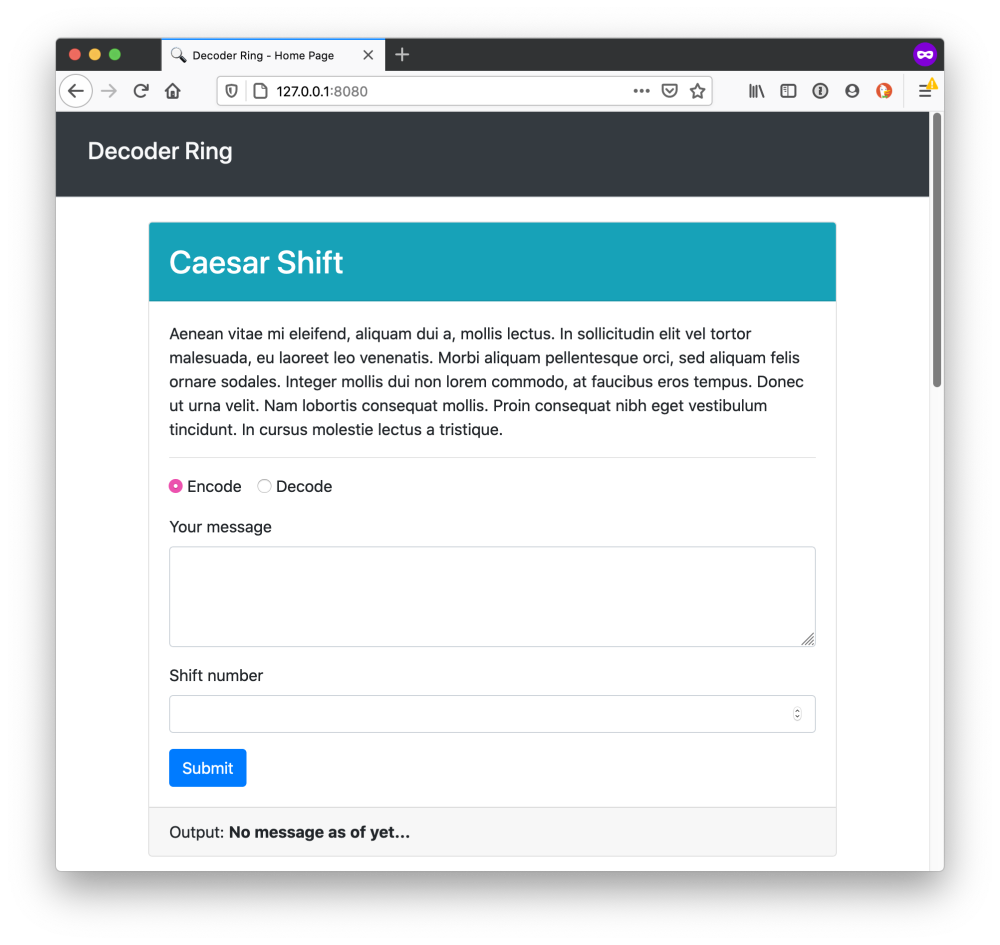 Decoder Ring - Home Page
127.0.0.1:8080
Decoder Ring
Caesar Shift
Aenean vitae mi eleifend, aliquam dui a, mollis lectus. In sollicitudin elit vel tortor
malesuada, eu laoreet leo venenatis. Morbi aliquam pellentesque orci, sed aliquam felis
ornare sodales. Integer mollis dui non lorem commodo, at faucibus eros tempus. Donec
ut urna velit. Nam lobortis consequat mollis. Proin consequat nibh eget vestibulum
tincidunt. In cursus molestie lectus a tristique.
Encode Decode
Your message
Shift number
Submit
Output: No message as of yet...